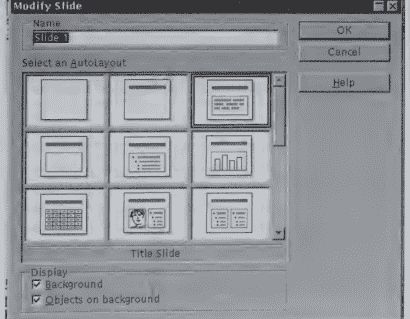 Modify Slide
Name
Slide 1
OK
Cancel
Help
Select an AutoLayout
Title Slide
Display
Background
Objects on background